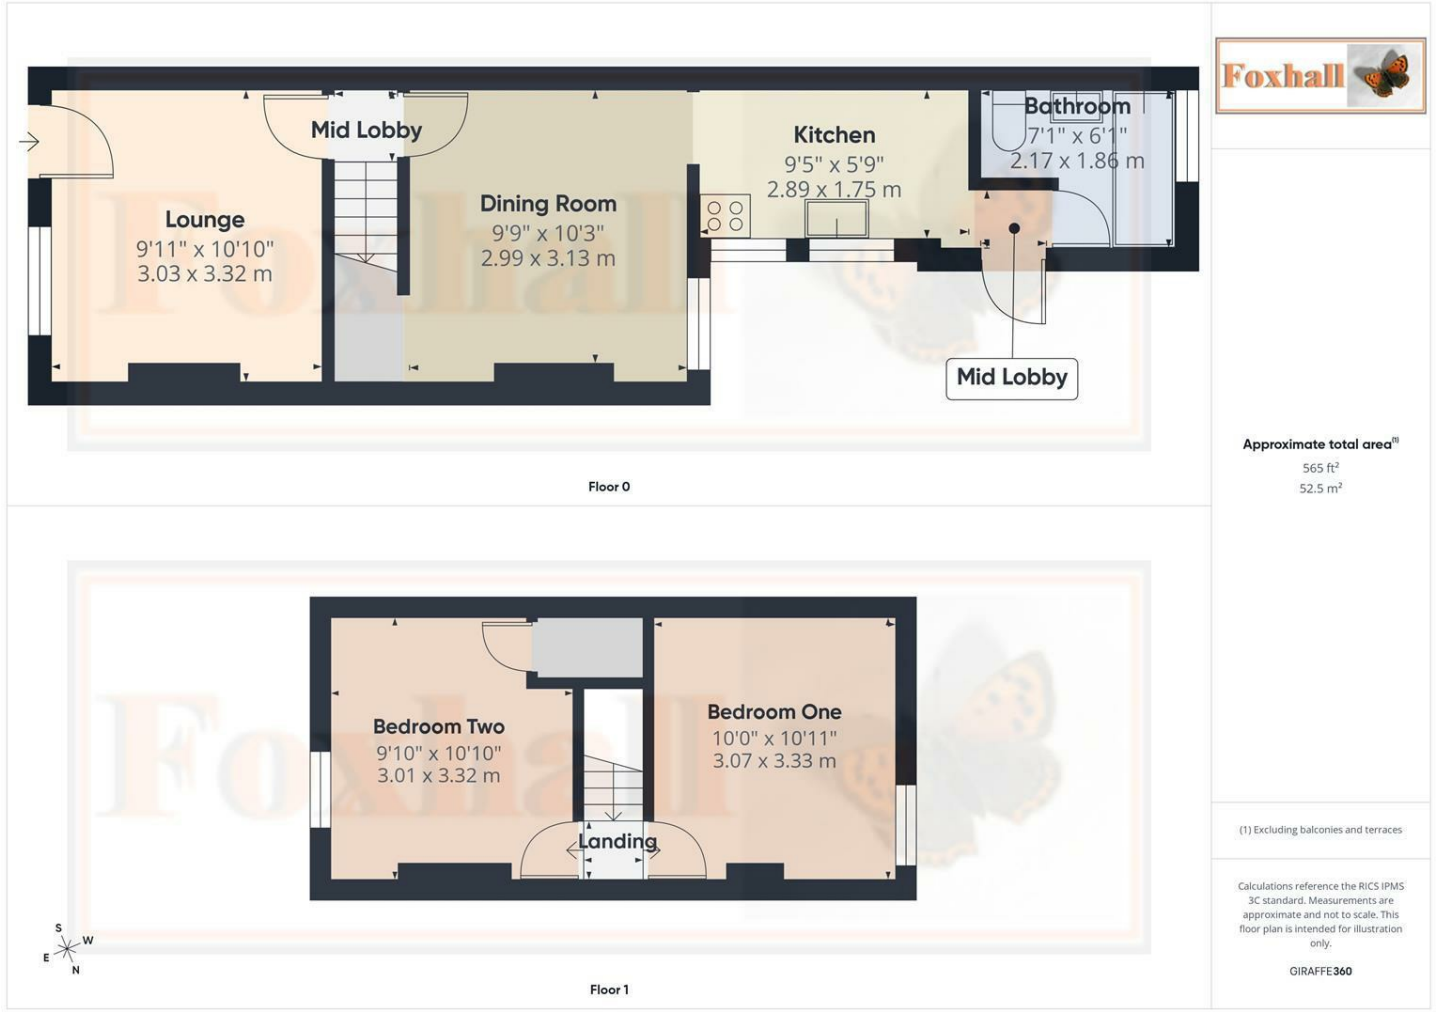 Foxhall
Mid Lobby
Bathroom
7'1" x 6'1"
2.17 x 1.86 m
Kitchen
9'5" x 5'9"
2.89 x 1.75 m
Lounge
9'11" x 10'10"
3.03 x 3.32 m
Dining Room
9'9" x 10'3"
2.99 x 3.13 m
Foxhall
Mid Lobby
Floor 0
Approximate total area(1)
565 ft²
52.5 m²
Bedroom Two
9'10" x 10'10"
3.01 x 3.32 m
Bedroom One
10'0" x 10'11"
3.07 x 3.33 m
Foxhall
Landing
S
W
E
N
Floor 1
(1) Excluding balconies and terraces
Calculations reference the RICS IPMS
3C standard. Measurements are
approximate and not to scale. This
floor plan is intended for illustration
only.
GIRAFFE360